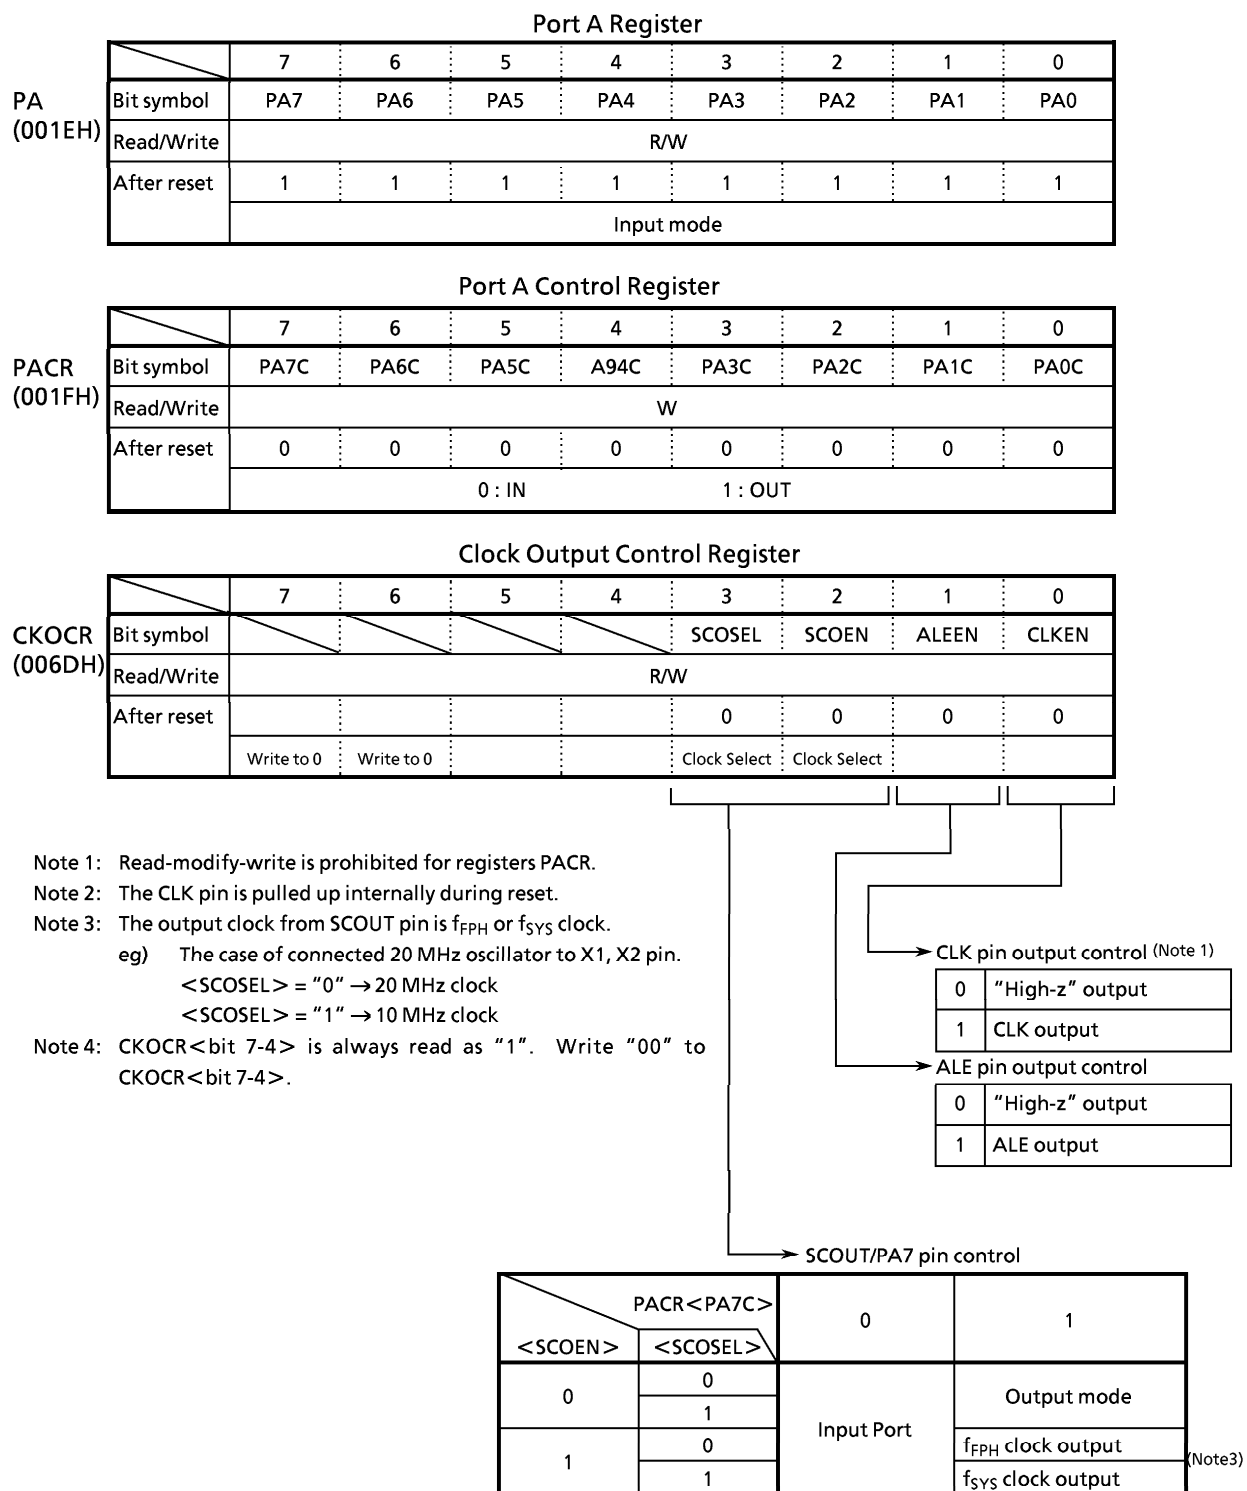 Port A Register
7 6 5 4 3 2 1 0
PA
(001EH)
Bit symbol PA7 PA6 PA5 PA4 PA3 PA2 PA1 PA0
Read/Write R/W
After reset 1 1 1 1 1 1 1 1
Input mode
Port A Control Register
7 6 5 4 3 2 1 0
PACR
(001FH)
Bit symbol PA7C PA6C PA5C A94C PA3C PA2C PA1C PA0C
Read/Write W
After reset 0 0 0 0 0 0 0 0
0 : IN 1 : OUT
Clock Output Control Register
7 6 5 4 3 2 1 0
CKOCR
(006DH)
Bit symbol SCOSEL SCOEN ALEEN CLKEN
Read/Write R/W
After reset 0 0 0 0
Write to 0 Write to 0 Clock Select Clock Select
Note 1: Read-modify-write is prohibited for registers PACR.
Note 2: The CLK pin is pulled up internally during reset.
Note 3: The output clock from SCOUT pin is fFPH or fSYS clock.
eg) The case of connected 20 MHz oscillator to X1, X2 pin.
<SCOSEL> = "0" → 20 MHz clock
<SCOSEL> = "1" → 10 MHz clock
Note 4: CKOCR<bit 7-4> is always read as "1". Write "00" to
CKOCR<bit 7-4>.
CLK pin output control (Note 1)
0 "High-z" output
1 CLK output
ALE pin output control
0 "High-z" output
1 ALE output
SCOUT/PA7 pin control
PACR<PA7C> 0 1
<SCOEN> <SCOSEL>
0 0 Input Port Output mode
1
1 0 fFPH clock output (Note3)
1 fSYS clock output